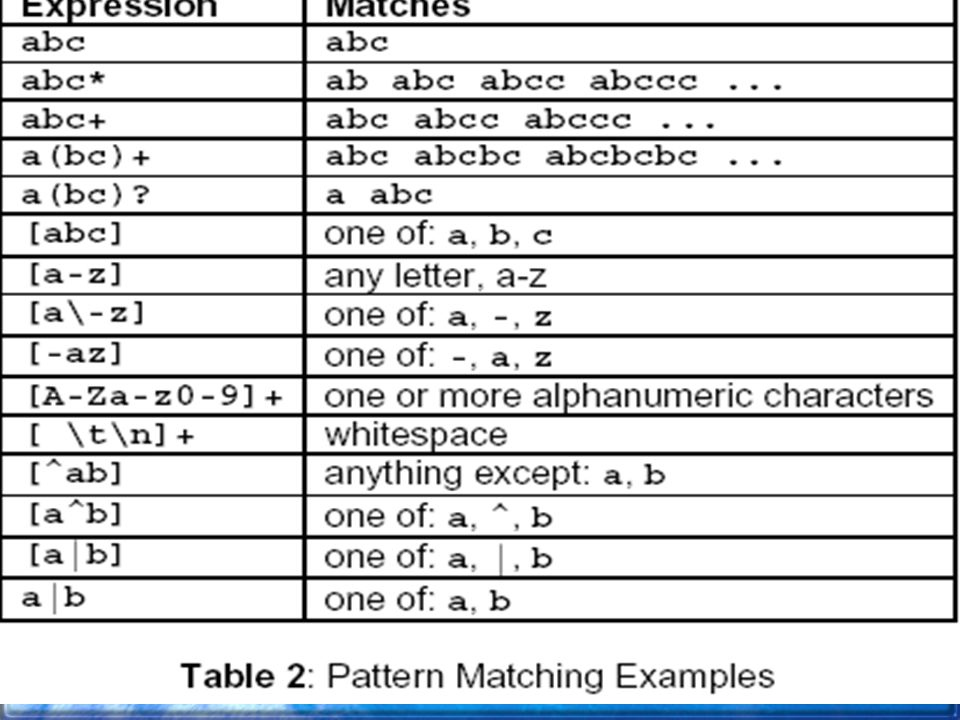 Expression Matches
abc abc
abc* ab abc abcc abccc ...
abc+ abc abcc abccc ...
a(bc)+ abc abcbc abcbcbc ...
a(bc)? a abc
[abc] one of: a, b, c
[a-z] any letter, a-z
[a\-z] one of: a, -, z
[-az] one of: -, a, z
[A-Za-z0-9]+ one or more alphanumeric characters
[ \t\n]+ whitespace
[^ab] anything except: a, b
[a^b] one of: a, ^, b
[a|b] one of: a, |, b
a|b one of: a, b
Table 2: Pattern Matching Examples